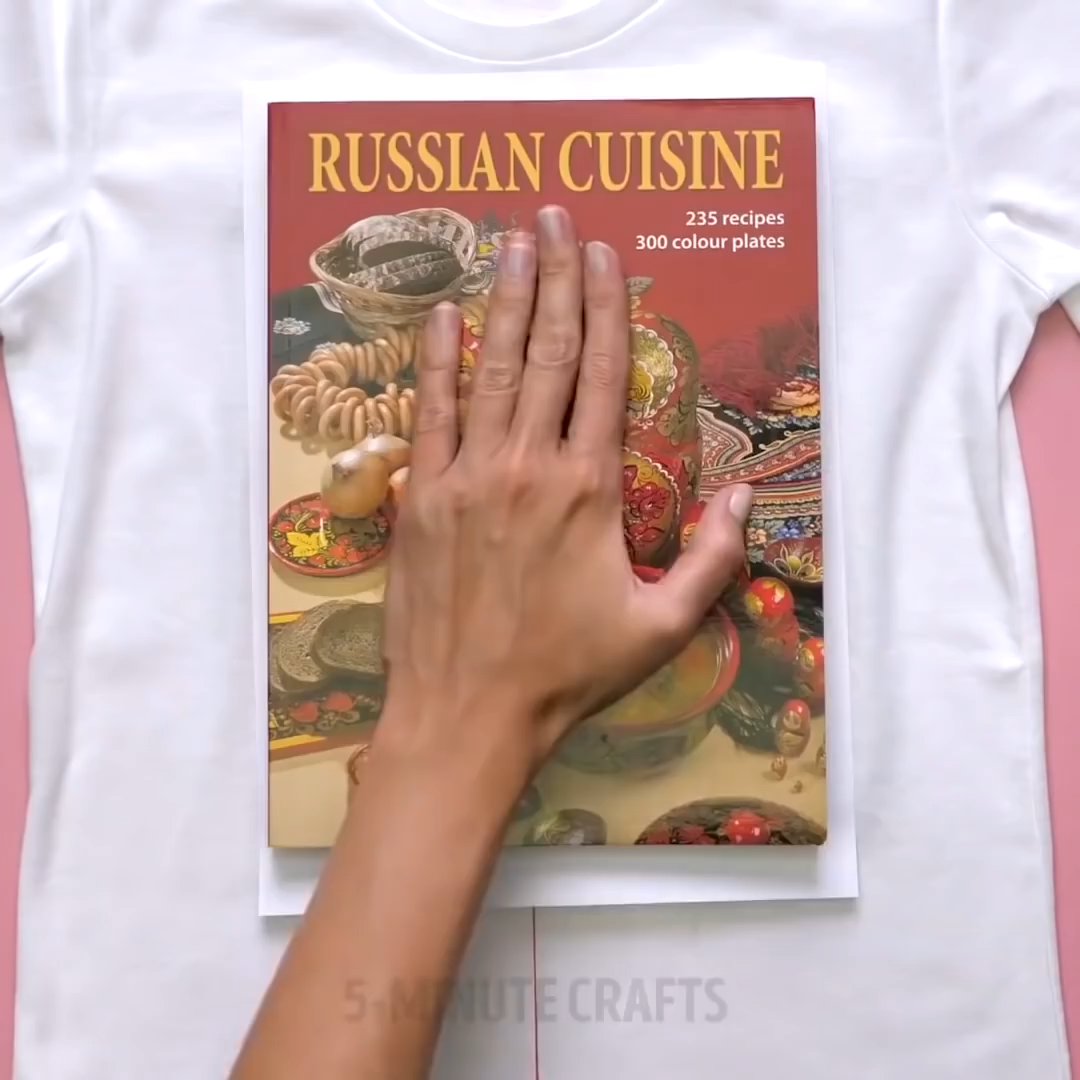 RUSSIAN CUISINE
235 recipes
300 colour plates
5-MINUTE CRAFTS